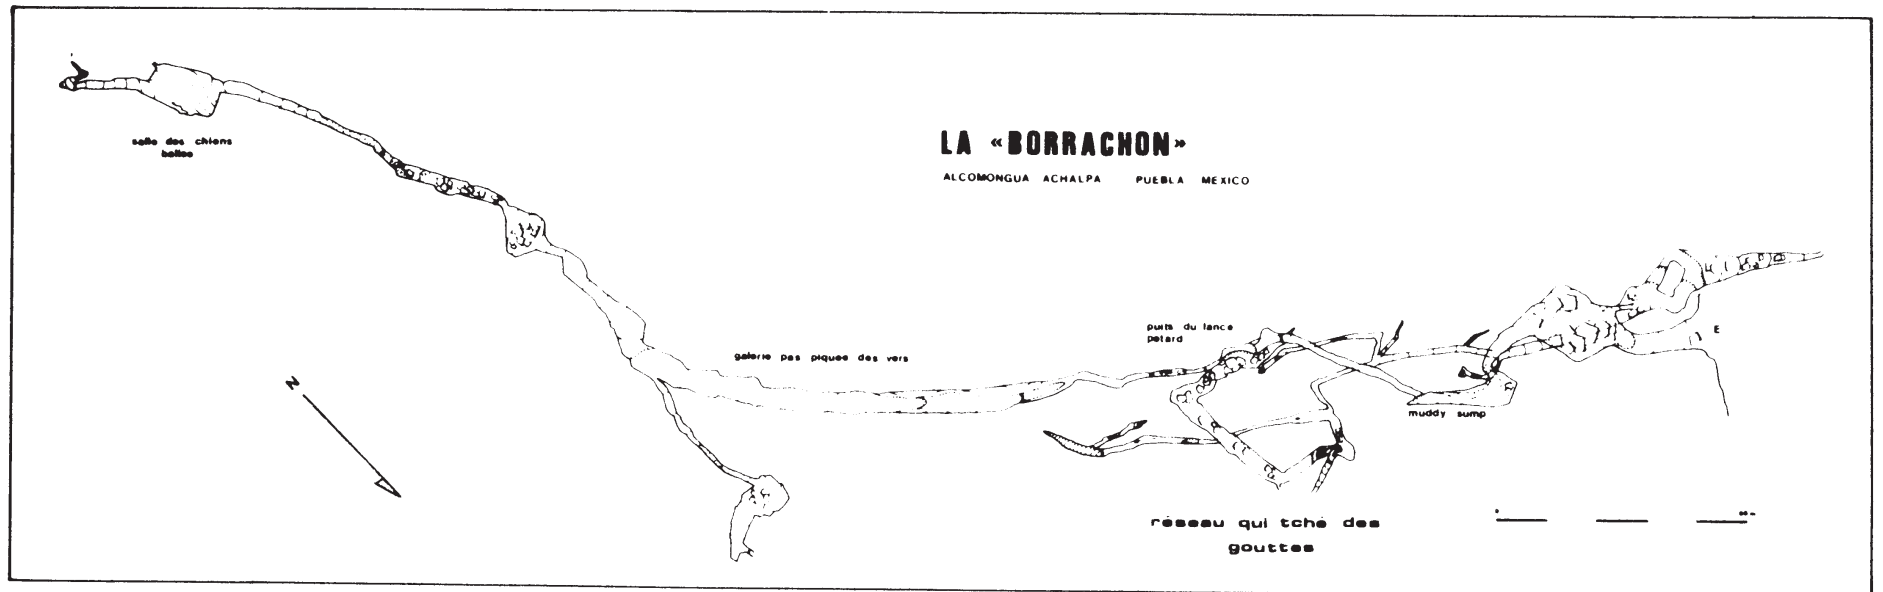 LA «BORRACHON»
ALCOMONGUA ACHALPA PUEBLA MEXICO
salle des chiens
galerie pas piquee des vers
puits du lance
petard
muddy sump
E
N
réseau qui tché des
gouttes